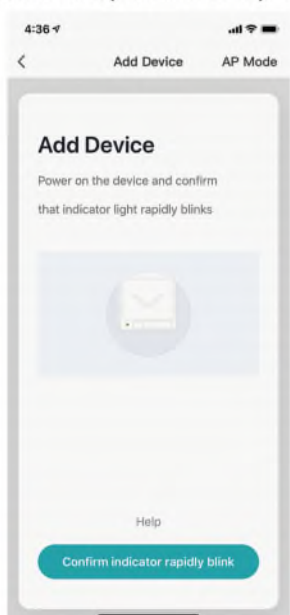 4:36
Add Device
AP Mode
Add Device
Power on the device and confirm
that indicator light rapidly blinks
Help
Confirm indicator rapidly blink